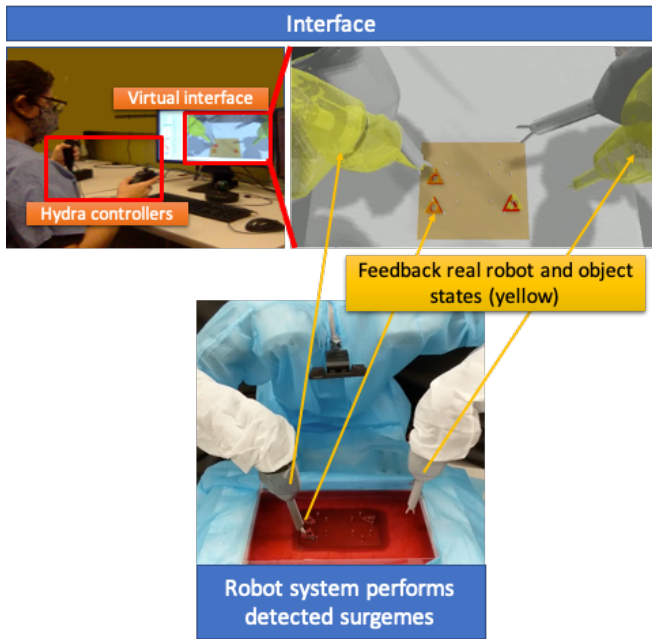 Interface
Virtual interface
Hydra controllers
Feedback real robot and object
states (yellow)
Robot system performs
detected surgemes